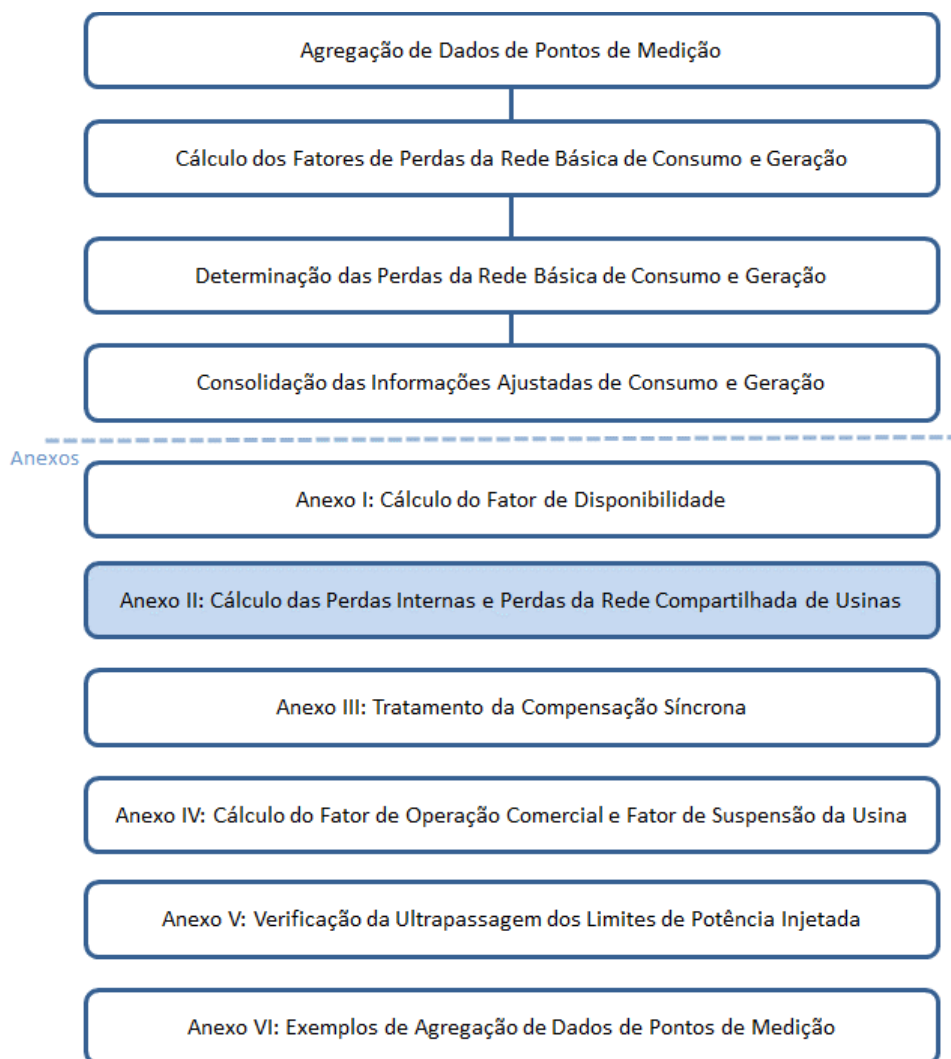 Agregação de Dados de Pontos de Medição
Cálculo dos Fatores de Perdas da Rede Básica de Consumo e Geração
Determinação das Perdas da Rede Básica de Consumo e Geração
Consolidação das Informações Ajustadas de Consumo e Geração
Anexos
Anexo I: Cálculo do Fator de Disponibilidade
Anexo II: Cálculo das Perdas Internas e Perdas da Rede Compartilhada de Usinas
Anexo III: Tratamento da Compensação Síncrona
Anexo IV: Cálculo do Fator de Operação Comercial e Fator de Suspensão da Usina
Anexo V: Verificação da Ultrapassagem dos Limites de Potência Injetada
Anexo VI: Exemplos de Agregação de Dados de Pontos de Medição